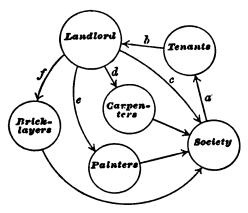 Landlord
b
Tenants
f
d
c
e
a
Carpen-
ters
Brick-
layers
Society
Painters